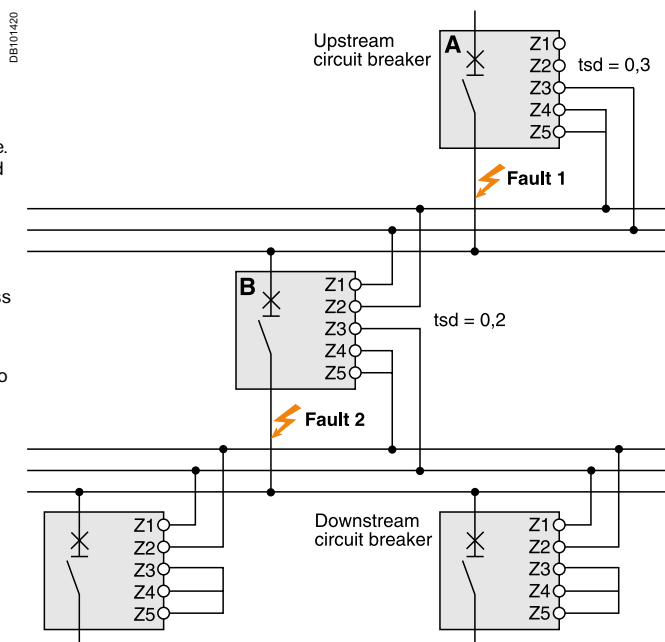 DB101420
Upstream
circuit breaker
A
Z1
Z2
Z3
Z4
Z5
tsd = 0,3
e.
d
Fault 1
ss
o
B
Z1
Z2
Z3
Z4
Z5
tsd = 0,2
Fault 2
Z1
Z2
Z3
Z4
Z5
Downstream
circuit breaker
Z1
Z2
Z3
Z4
Z5